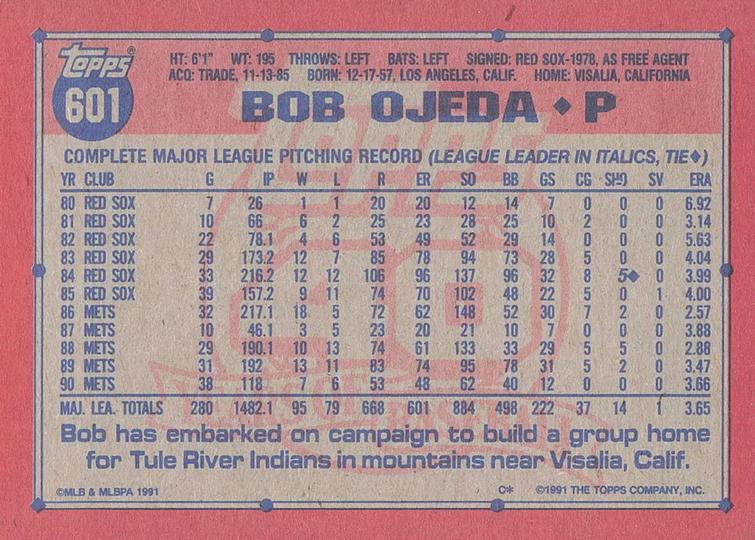 Topps®
601
HT: 6'1" WT: 195 THROWS: LEFT BATS: LEFT SIGNED: RED SOX-1978, AS FREE AGENT
ACQ: TRADE, 11-13-85 BORN: 12-17-57, LOS ANGELES, CALIF. HOME: VISALIA, CALIFORNIA
BOB OJEDA ♦ P
COMPLETE MAJOR LEAGUE PITCHING RECORD (LEAGUE LEADER IN ITALICS, TIE♦)
YR CLUB G IP W L R ER SO BB GS CG SHO SV ERA
80 RED SOX 7 26 1 1 20 20 12 14 7 0 0 0 6.92
81 RED SOX 10 66 6 2 25 23 28 25 10 2 0 0 3.14
82 RED SOX 22 78.1 4 6 53 49 52 29 14 0 0 0 5.63
83 RED SOX 29 173.2 12 7 85 78 94 73 28 5 0 0 4.04
84 RED SOX 33 216.2 12 12 106 96 137 96 32 8 5♦ 0 3.99
85 RED SOX 39 157.2 9 11 74 70 102 48 22 5 0 1 4.00
86 METS 32 217.1 18 5 72 62 148 52 30 7 2 0 2.57
87 METS 10 46.1 3 5 23 20 21 10 7 0 0 0 3.88
88 METS 29 190.1 10 13 74 61 133 33 29 5 5 0 2.88
89 METS 31 192 13 11 83 74 95 78 31 5 2 0 3.47
90 METS 38 118 7 6 53 48 62 40 12 0 0 0 3.66
MAJ. LEA. TOTALS 280 1482.1 95 79 668 601 884 498 222 37 14 1 3.65
Bob has embarked on campaign to build a group home
for Tule River Indians in mountains near Visalia, Calif.
©MLB & MLBPA 1991 C* ©1991 THE TOPPS COMPANY, INC.
TOPPS
40